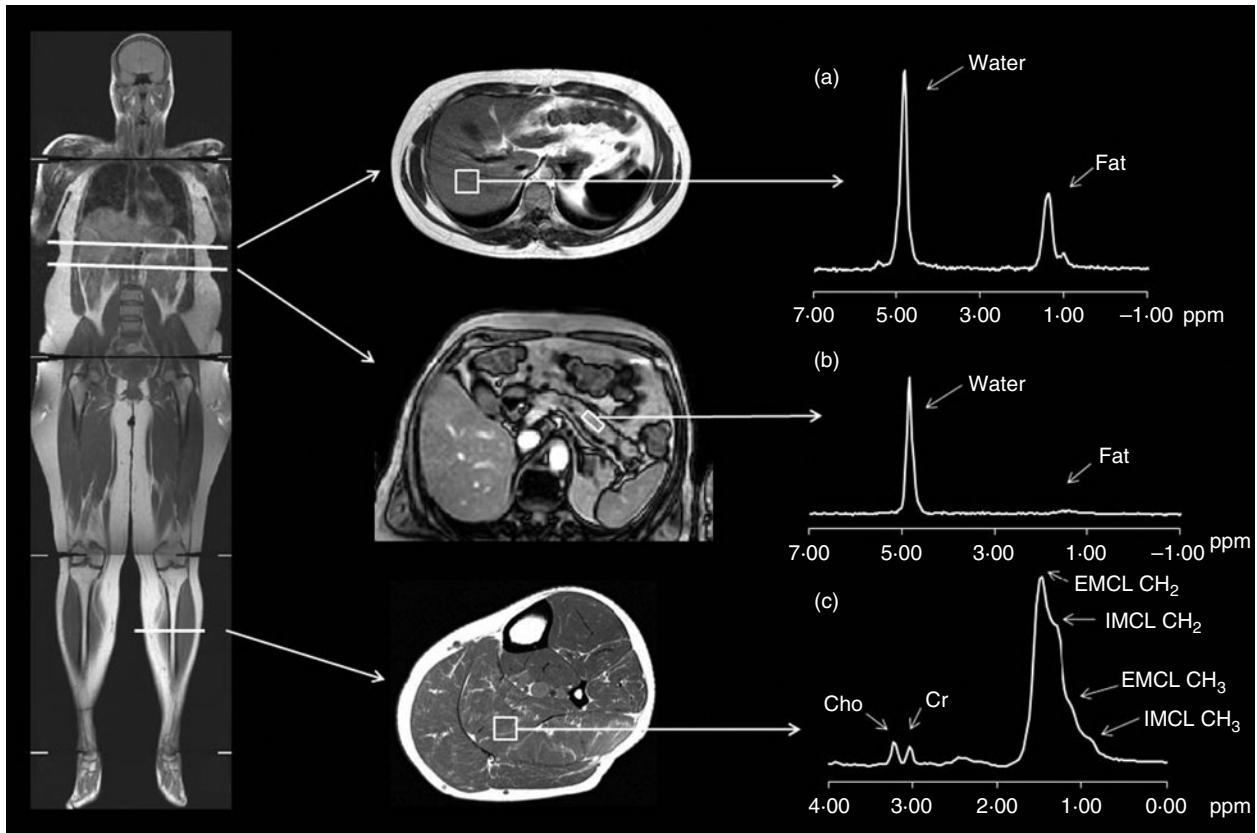 (a)
Water
Fat
7·00 5·00 3·00 1·00 –1·00 ppm
(b)
Water
Fat
7·00 5·00 3·00 1·00 –1·00 ppm
(c)
EMCL CH₂
IMCL CH₂
EMCL CH₃
IMCL CH₃
Cho
Cr
4·00 3·00 2·00 1·00 0·00 ppm